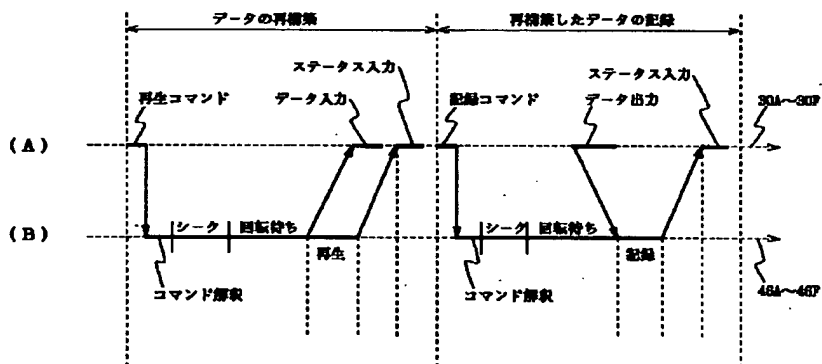 データの再構築
再構築したデータの記録
ステータス入力
ステータス入力
再生コマンド
データ入力
記録コマンド
データ出力
30A〜30F
(A)
(B)
シーク
回転待ち
再生
シーク
回転待ち
記録
コマンド解釈
コマンド解釈
46A〜46F